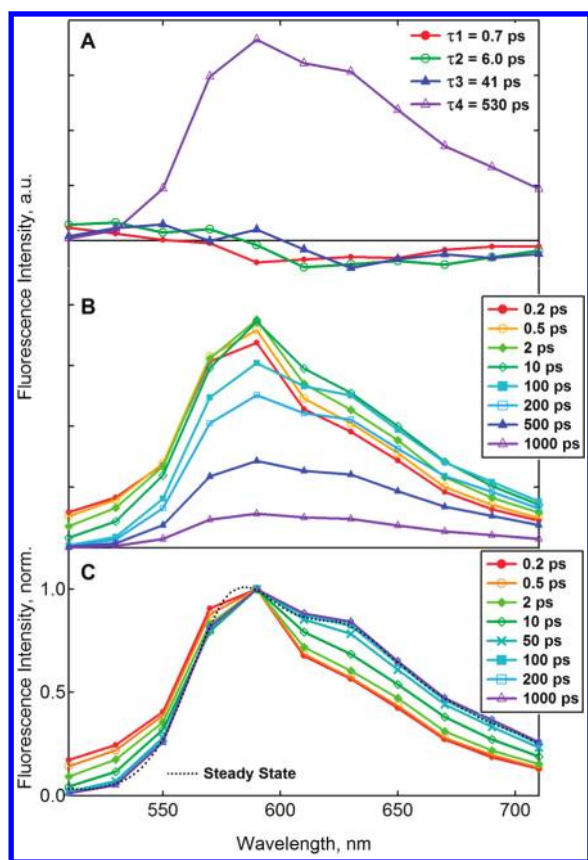 A
τ1 = 0.7 ps
τ2 = 6.0 ps
τ3 = 41 ps
τ4 = 530 ps
Fluorescence Intensity, a.u.
B
0.2 ps
0.5 ps
2 ps
10 ps
100 ps
200 ps
500 ps
1000 ps
Fluorescence Intensity, norm.
C
1.0
0.5
0.0
0.2 ps
0.5 ps
2 ps
10 ps
50 ps
100 ps
200 ps
1000 ps
Steady State
550 600 650 700
Wavelength, nm